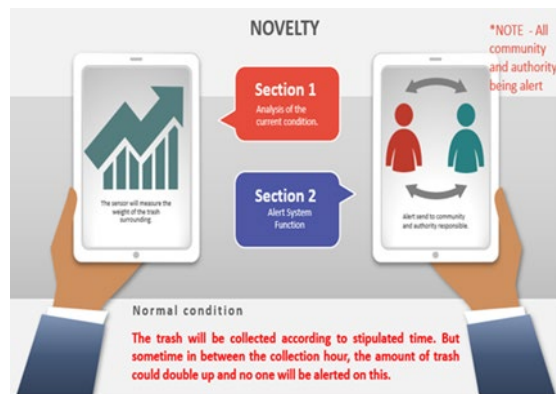 NOVELTY
*NOTE - All
community
and authority
being alert
Section 1
Analysis of the
current condition.
The sensor will measure the
weight of the trash
surrounding.
Section 2
Alert System
Function
Alert send to community
and authority responsible.
Normal condition
The trash will be collected according to stipulated time. But
sometime in between the collection hour, the amount of trash
could double up and no one will be alerted on this.